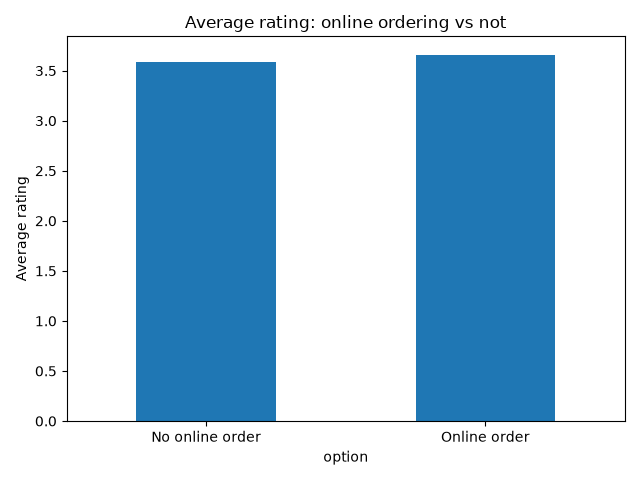 Average rating: online ordering vs not
Average rating
3.5
3.0
2.5
2.0
1.5
1.0
0.5
0.0
No online order
Online order
option